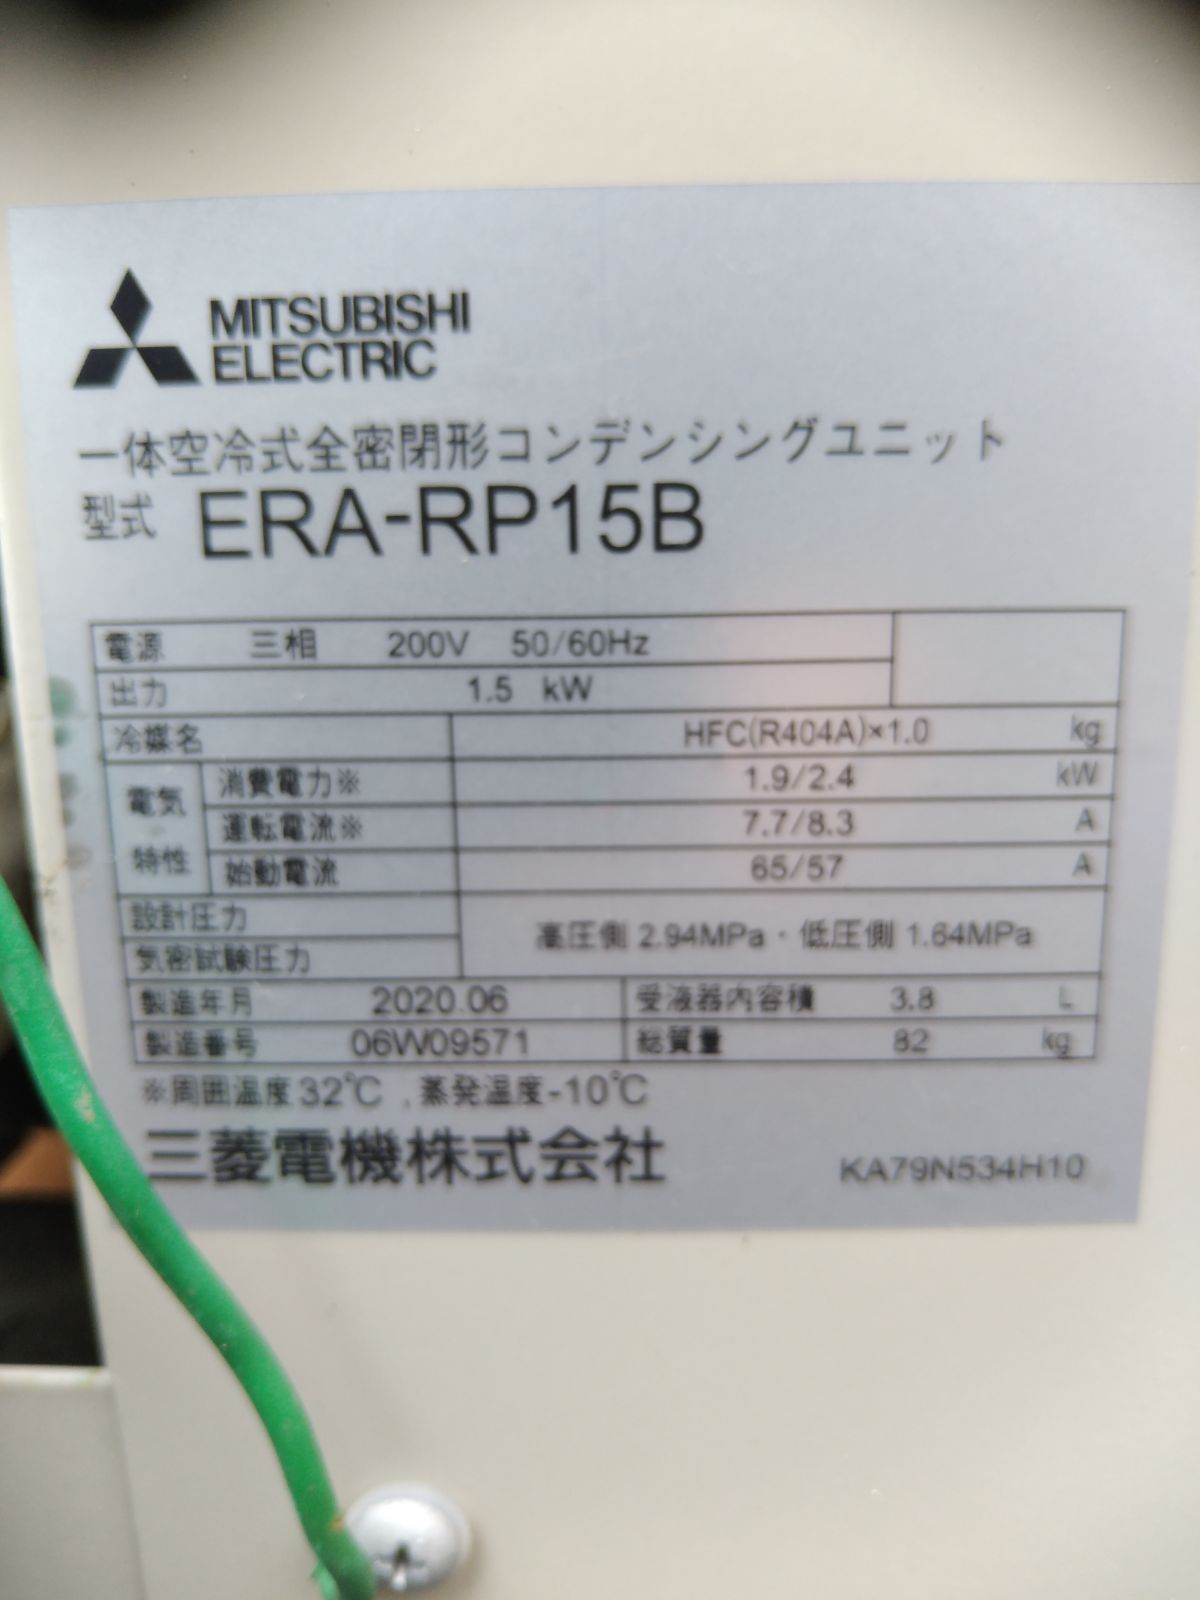 MITSUBISHI
ELECTRIC
一体空冷式全密閉形コンデンシングユニット
型式 ERA-RP15B
電源 三相 200V 50/60Hz
出力 1.5 kW
冷媒名 HFC(R404A)×1.0 kg
電気特性 消費電力※ 1.9/2.4 kW
運転電流※ 7.7/8.3 A
始動電流 65/57 A
設計圧力 高圧側 2.94MPa・低圧側 1.64MPa
気密試験圧力
製造年月 2020.06 受液器内容積 3.8 L
製造番号 06W09571 総質量 82 kg
※周囲温度32℃ , 蒸発温度-10℃
三菱電機株式会社 KA79N534H10